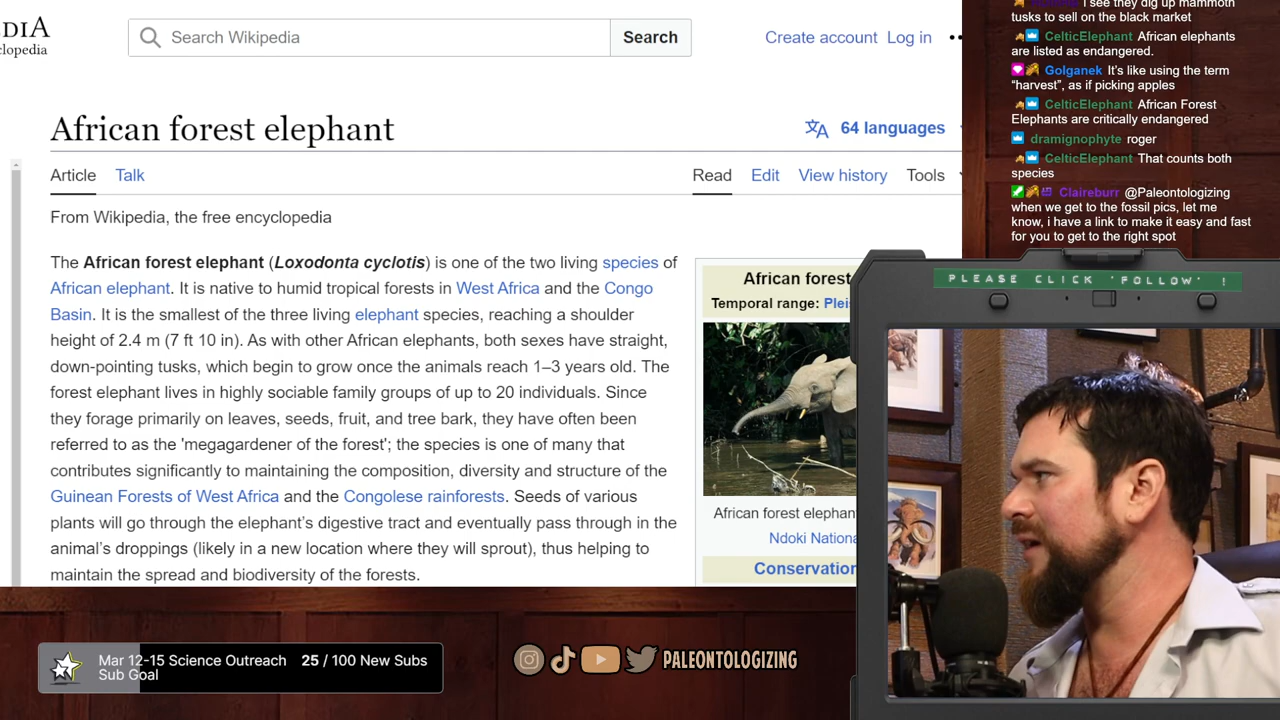 DIA
clopedia
Search Wikipedia
Search
Create account Log in
African forest elephant
64 languages
Article Talk
Read Edit View history Tools
From Wikipedia, the free encyclopedia
The African forest elephant (Loxodonta cyclotis) is one of the two living species of
African elephant. It is native to humid tropical forests in West Africa and the Congo
Basin. It is the smallest of the three living elephant species, reaching a shoulder
height of 2.4 m (7 ft 10 in). As with other African elephants, both sexes have straight,
down-pointing tusks, which begin to grow once the animals reach 1–3 years old. The
forest elephant lives in highly sociable family groups of up to 20 individuals. Since
they forage primarily on leaves, seeds, fruit, and tree bark, they have often been
referred to as the 'megagardener of the forest'; the species is one of many that
contributes significantly to maintaining the composition, diversity and structure of the
Guinean Forests of West Africa and the Congolese rainforests. Seeds of various
plants will go through the elephant's digestive tract and eventually pass through in the
animal's droppings (likely in a new location where they will sprout), thus helping to
maintain the spread and biodiversity of the forests.
African forest
Temporal range: Pleis
African forest elephan
Ndoki Nationa
Conservation
I see they dig up mammoth
tusks to sell on the black market
CelticElephant African elephants
are listed as endangered.
Golganek It's like using the term
“harvest”, as if picking apples
CelticElephant African Forest
Elephants are critically endangered
dramignophyte roger
CelticElephant That counts both
species
Claireburr @Paleontologizing
when we get to the fossil pics, let me
know, i have a link to make it easy and fast
for you to get to the right spot
PLEASE CLICK 'FOLLOW' !
Mar 12-15 Science Outreach 25 / 100 New Subs
Sub Goal
PALEONTOLOGIZING